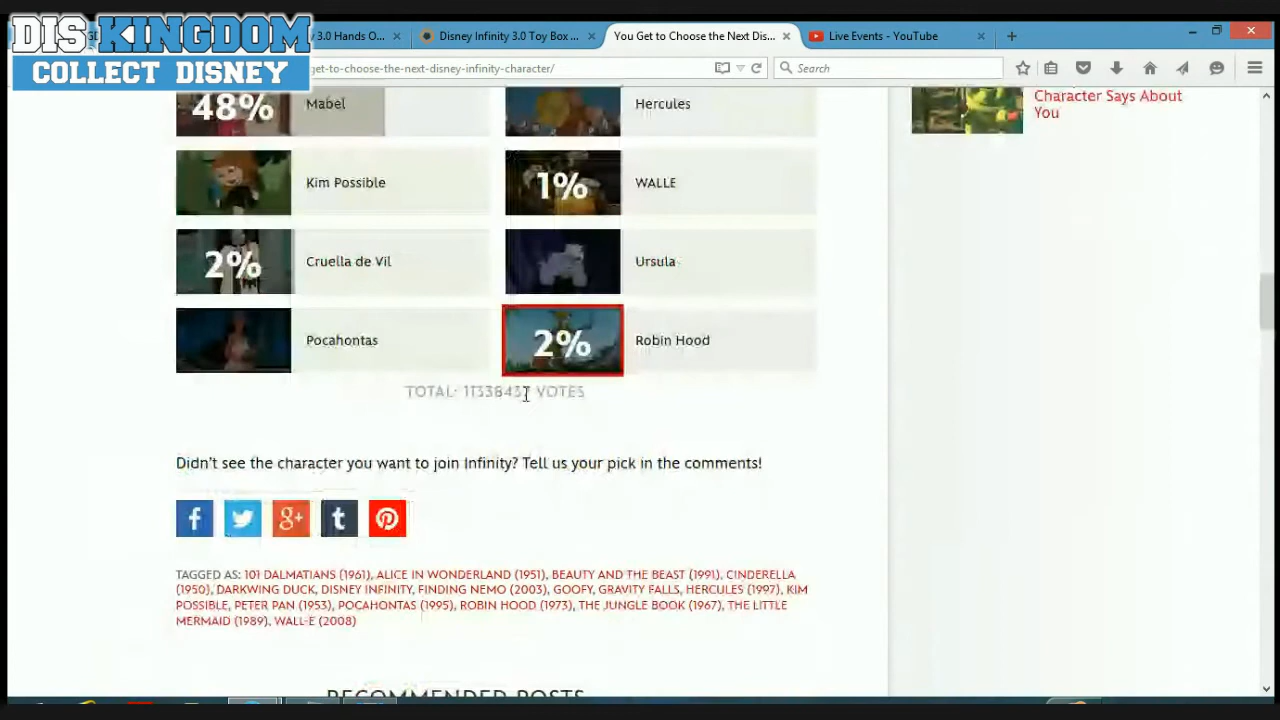 DIS KINGDOM
COLLECT DISNEY
3.0 Hands O...
Disney Infinity 3.0 Toy Box ...
You Get to Choose the Next Dis...
Live Events - YouTube
get-to-choose-the-next-disney-infinity-character/
Search
48% Mabel
Hercules
Character Says About
You
Kim Possible
1% WALLE
2% Cruella de Vil
Ursula
Pocahontas
2% Robin Hood
TOTAL: VOTES
Didn't see the character you want to join Infinity? Tell us your pick in the comments!
TAGGED AS: 101 DALMATIANS (1961), ALICE IN WONDERLAND (1951), BEAUTY AND THE BEAST (1991), CINDERELLA
(1950), DARKWING DUCK, DISNEY INFINITY, FINDING NEMO (2003), GOOFY, GRAVITY FALLS, HERCULES (1997), KIM
POSSIBLE, PETER PAN (1953), POCAHONTAS (1995), ROBIN HOOD (1973), THE JUNGLE BOOK (1967), THE LITTLE
MERMAID (1989), WALL-E (2008)
RECOMMENDED POSTS